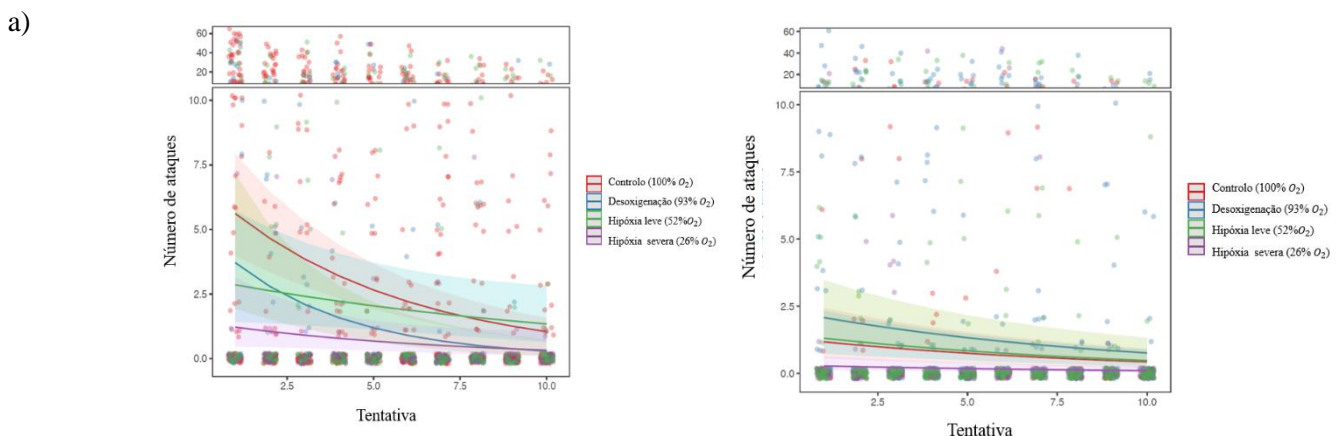 a)
60
40
20
10.0
7.5
5.0
2.5
0.0
Número de ataques
2.5
5.0
7.5
10.0
Tentativa
Controlo (100% O₂)
Desoxigenação (93% O₂)
Hipóxia leve (52%O₂)
Hipóxia severa (26% O₂)
60
40
20
10.0
7.5
5.0
2.5
0.0
Número de ataques
2.5
5.0
7.5
10.0
Tentativa
Controlo (100% O₂)
Desoxigenação (93% O₂)
Hipóxia leve (52%O₂)
Hipóxia severa (26% O₂)